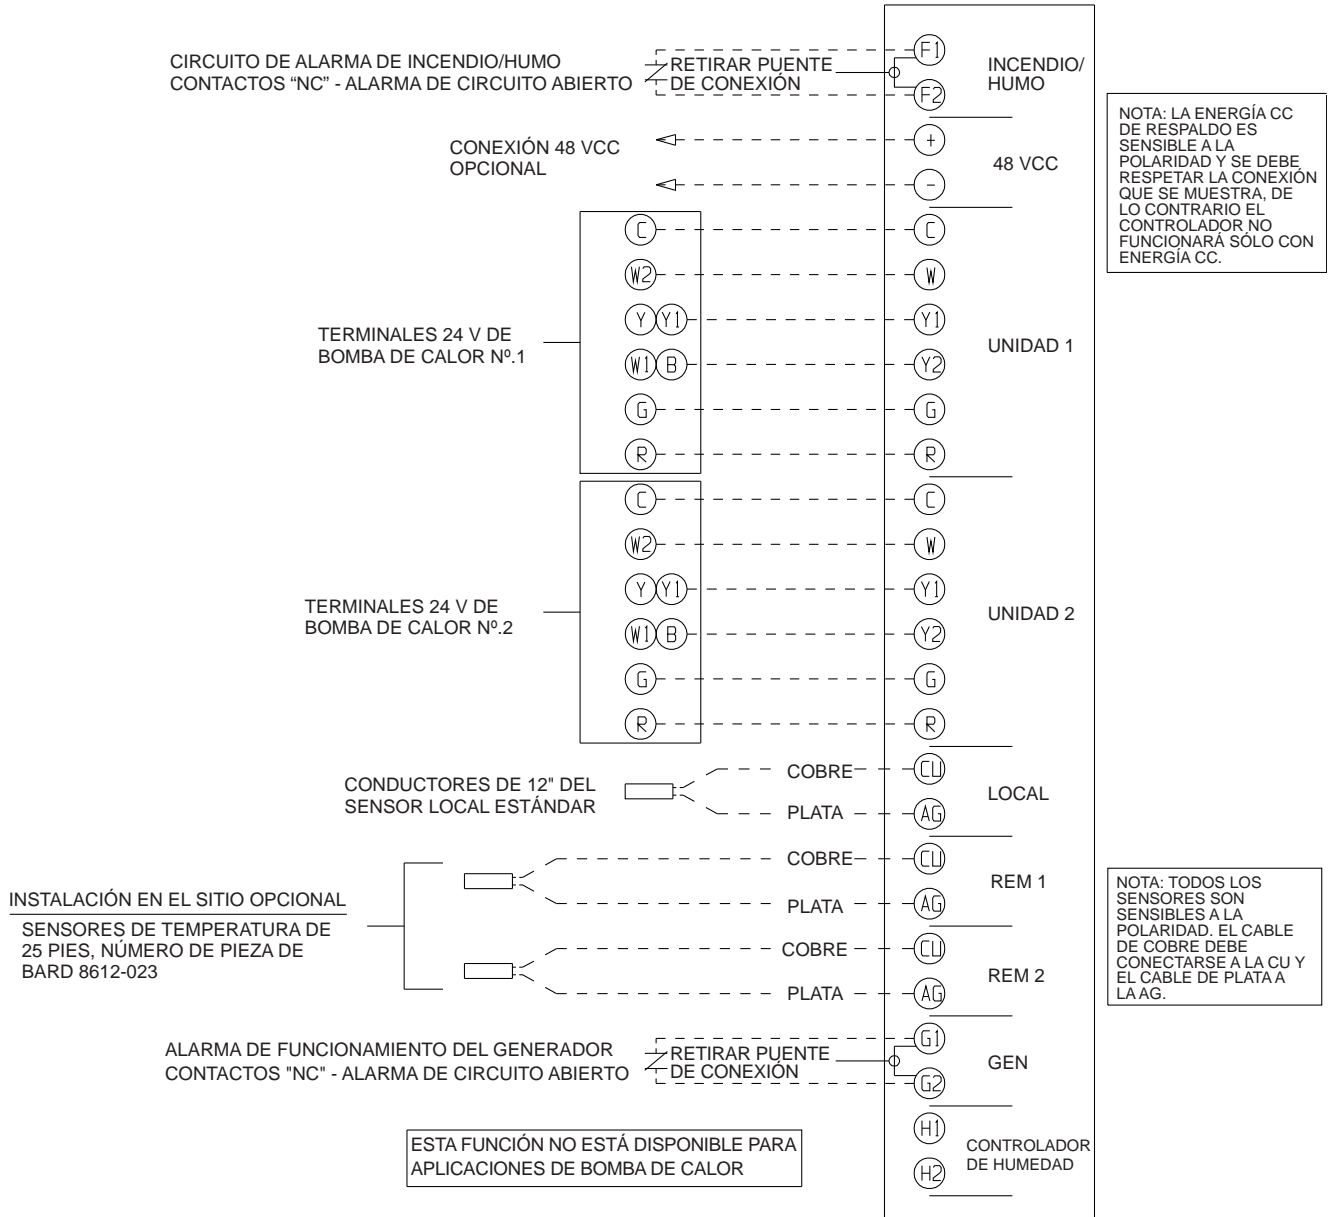 CIRCUITO DE ALARMA DE INCENDIO/HUMO
CONTACTOS “NC” - ALARMA DE CIRCUITO ABIERTO
RETIRAR PUENTE
DE CONEXIÓN
F1
F2
INCENDIO/
HUMO
CONEXIÓN 48 VCC
OPCIONAL
+
-
48 VCC
NOTA: LA ENERGÍA CC
DE RESPALDO ES
SENSIBLE A LA
POLARIDAD Y SE DEBE
RESPETAR LA CONEXIÓN
QUE SE MUESTRA, DE
LO CONTRARIO EL
CONTROLADOR NO
FUNCIONARÁ SÓLO CON
ENERGÍA CC.
TERMINALES 24 V DE
BOMBA DE CALOR Nº.1
C C
W2 W
Y Y1 Y1
W1 B Y2
G G
R R
UNIDAD 1
TERMINALES 24 V DE
BOMBA DE CALOR Nº.2
C C
W2 W
Y Y1 Y1
W1 B Y2
G G
R R
UNIDAD 2
CONDUCTORES DE 12" DEL
SENSOR LOCAL ESTÁNDAR
COBRE CU
PLATA AG
LOCAL
INSTALACIÓN EN EL SITIO OPCIONAL
SENSORES DE TEMPERATURA DE
25 PIES, NÚMERO DE PIEZA DE
BARD 8612-023
COBRE CU
PLATA AG
REM 1
COBRE CU
PLATA AG
REM 2
NOTA: TODOS LOS
SENSORES SON
SENSIBLES A LA
POLARIDAD. EL CABLE
DE COBRE DEBE
CONECTARSE A LA CU Y
EL CABLE DE PLATA A
LA AG.
ALARMA DE FUNCIONAMIENTO DEL GENERADOR
CONTACTOS "NC" - ALARMA DE CIRCUITO ABIERTO
RETIRAR PUENTE
DE CONEXIÓN
G1
G2
GEN
ESTA FUNCIÓN NO ESTÁ DISPONIBLE PARA
APLICACIONES DE BOMBA DE CALOR
H1
H2
CONTROLADOR
DE HUMEDAD